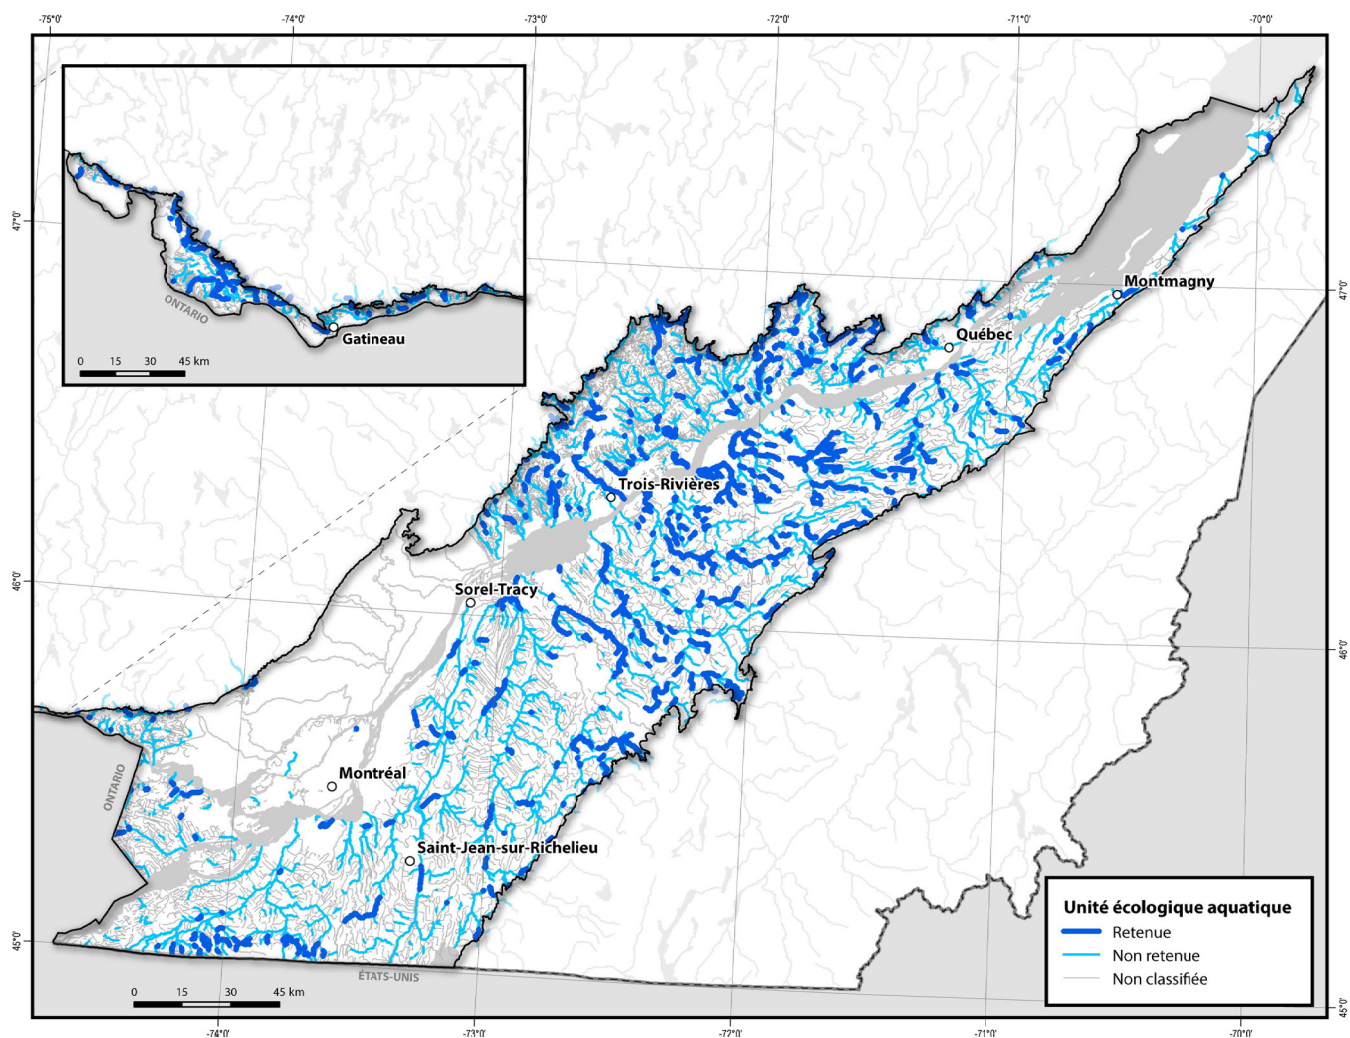 -75°0'
-74°0'
-73°0'
-72°0'
-71°0'
-70°0'
47°0'
46°0'
45°0'
47°0'
46°0'
45°0'
ONTARIO
Gatineau
0 15 30 45 km
Montmagny
Québec
Trois-Rivières
Sorel-Tracy
Montréal
ONTARIO
Saint-Jean-sur-Richelieu
ÉTATS-UNIS
0 15 30 45 km
Unité écologique aquatique
Retenue
Non retenue
Non classifiée
-74°0'
-73°0'
-72°0'
-71°0'
-70°0'